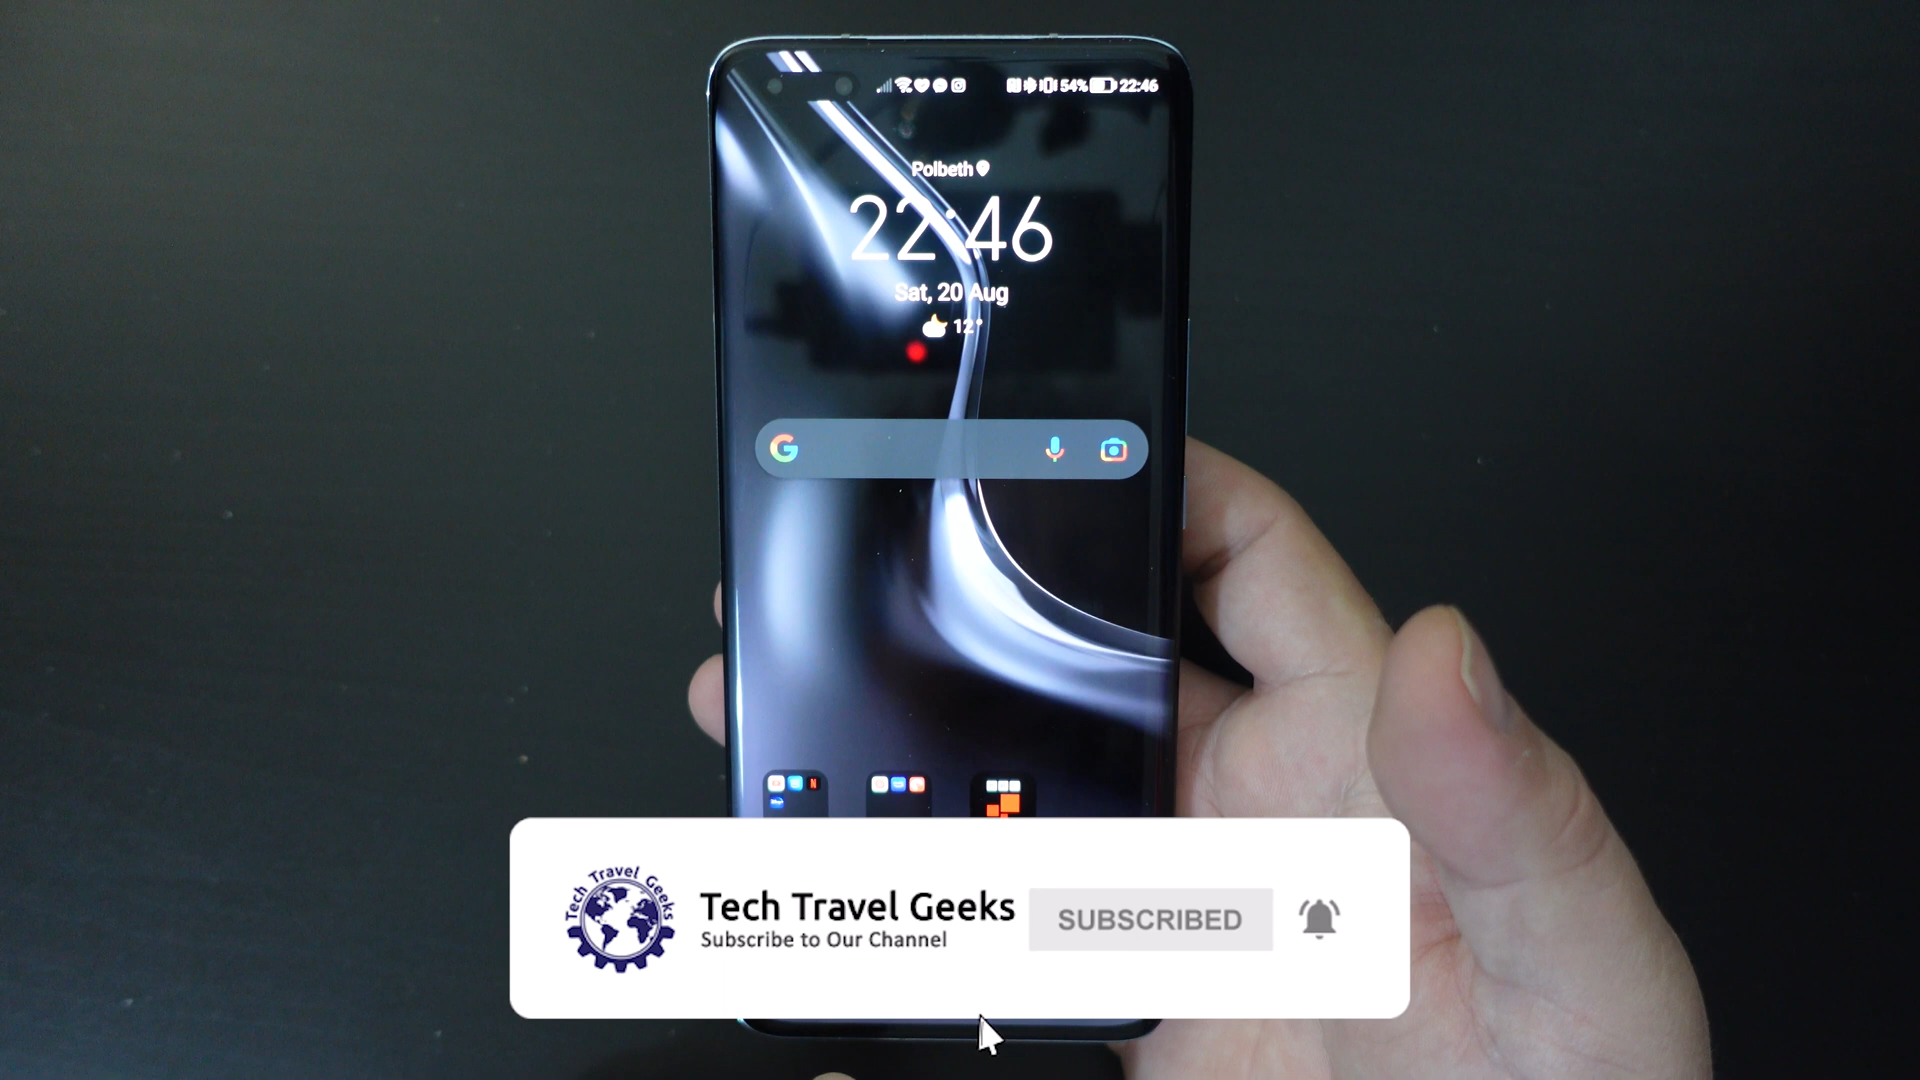 54% 22:46
Polbeth
22:46
Sat, 20 Aug
12°
G
N
Tech Travel Geeks
Tech Travel Geeks
Subscribe to Our Channel
SUBSCRIBED